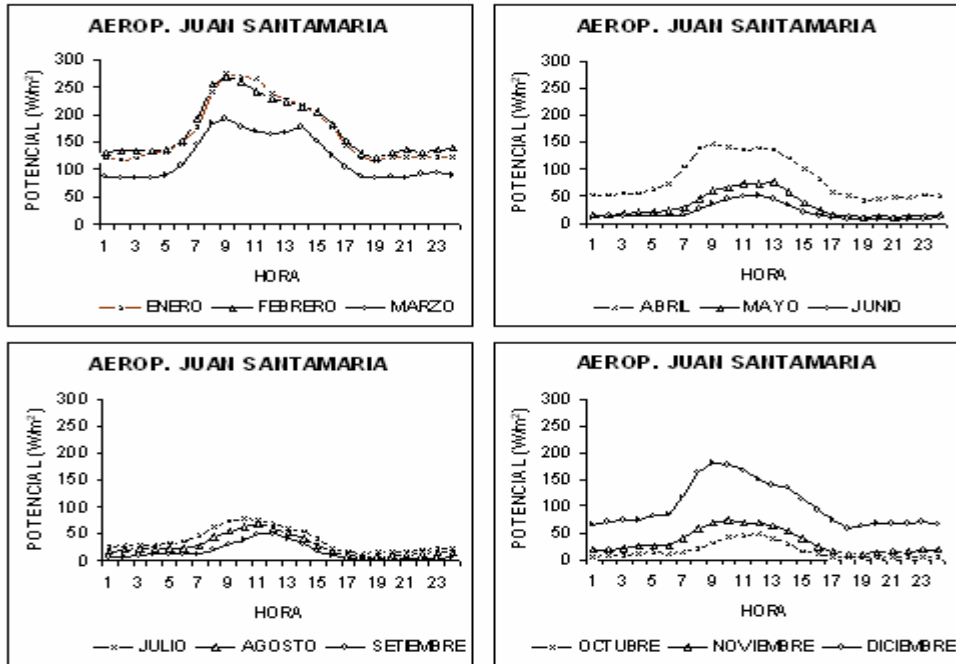 AEROP. JUAN SANTAMARIA
POTENCIAL (W/m²)
300
250
200
150
100
50
0
1 3 5 7 9 11 13 15 17 19 21 23
HORA
ENERO FEBRERO MARZO
AEROP. JUAN SANTAMARIA
POTENCIAL (W/m²)
300
250
200
150
100
50
0
1 3 5 7 9 11 13 15 17 19 21 23
HORA
ABRIL MAYO JUNIO
AEROP. JUAN SANTAMARIA
POTENCIAL (W/m²)
300
250
200
150
100
50
0
1 3 5 7 9 11 13 15 17 19 21 23
HORA
JULIO AGOSTO SETIEMBRE
AEROP. JUAN SANTAMARIA
POTENCIAL (W/m²)
300
250
200
150
100
50
0
1 3 5 7 9 11 13 15 17 19 21 23
HORA
OCTUBRE NOVIEMBRE DICIEMBRE